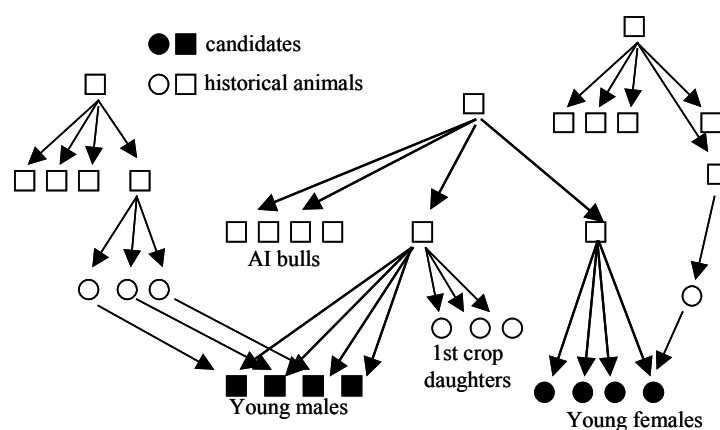 candidates
historical animals
AI bulls
1st crop
daughters
Young males
Young females